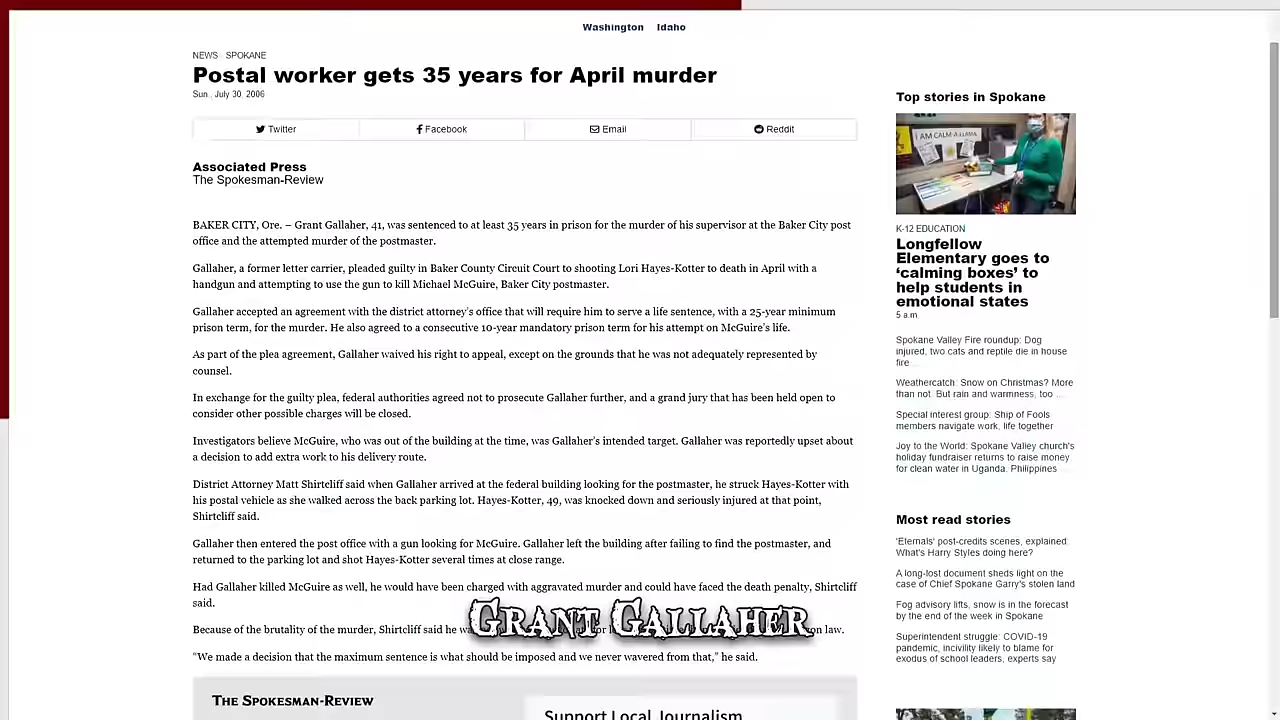 Washington Idaho
NEWS SPOKANE
Postal worker gets 35 years for April murder
Sun., July 30, 2006
Twitter Facebook Email Reddit
Associated Press
The Spokesman-Review
BAKER CITY, Ore. – Grant Gallaher, 41, was sentenced to at least 35 years in prison for the murder of his supervisor at the Baker City post
office and the attempted murder of the postmaster.
Gallaher, a former letter carrier, pleaded guilty in Baker County Circuit Court to shooting Lori Hayes-Kotter to death in April with a
handgun and attempting to use the gun to kill Michael McGuire, Baker City postmaster.
Gallaher accepted an agreement with the district attorney's office that will require him to serve a life sentence, with a 25-year minimum
prison term, for the murder. He also agreed to a consecutive 10-year mandatory prison term for his attempt on McGuire's life.
As part of the plea agreement, Gallaher waived his right to appeal, except on the grounds that he was not adequately represented by
counsel.
In exchange for the guilty plea, federal authorities agreed not to prosecute Gallaher further, and a grand jury that has been held open to
consider other possible charges will be closed.
Investigators believe McGuire, who was out of the building at the time, was Gallaher's intended target. Gallaher was reportedly upset about
a decision to add extra work to his delivery route.
District Attorney Matt Shirtcliff said when Gallaher arrived at the federal building looking for the postmaster, he struck Hayes-Kotter with
his postal vehicle as she walked across the back parking lot. Hayes-Kotter, 49, was knocked down and seriously injured at that point,
Shirtcliff said.
Gallaher then entered the post office with a gun looking for McGuire. Gallaher left the building after failing to find the postmaster, and
returned to the parking lot and shot Hayes-Kotter several times at close range.
Had Gallaher killed McGuire as well, he would have been charged with aggravated murder and could have faced the death penalty, Shirtcliff
said.
Because of the brutality of the murder, Shirtcliff said he on law.
GRANT GALLAHER
“We made a decision that the maximum sentence is what should be imposed and we never wavered from that,” he said.
THE SPOKESMAN-REVIEW
Support Local Journalism
Top stories in Spokane
I AM CALM-A-LLAMA
K-12 EDUCATION
Longfellow
Elementary goes to
‘calming boxes’ to
help students in
emotional states
5 a.m.
Spokane Valley Fire roundup: Dog
injured, two cats and reptile die in house
fire...
Weathercatch: Snow on Christmas? More
than not. But rain and warmness, too ...
Special interest group: Ship of Fools
members navigate work, life together
Joy to the World: Spokane Valley church's
holiday fundraiser returns to raise money
for clean water in Uganda, Philippines
Most read stories
'Eternals' post-credits scenes, explained:
What's Harry Styles doing here?
A long-lost document sheds light on the
case of Chief Spokane Garry's stolen land
Fog advisory lifts, snow is in the forecast
by the end of the week in Spokane
Superintendent struggle: COVID-19
pandemic, incivility likely to blame for
exodus of school leaders, experts say